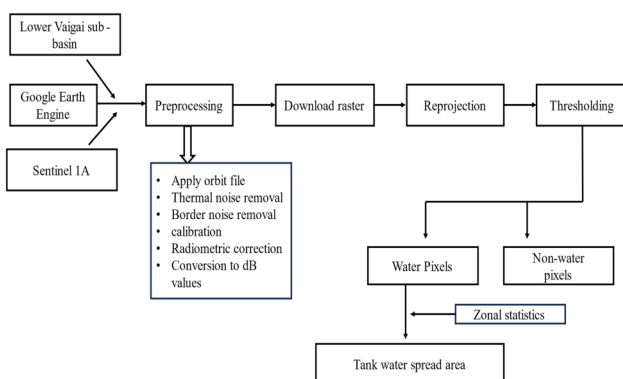 Lower Vaigai sub -
basin
Google Earth
Engine
Sentinel 1A
Preprocessing
Download raster
Reprojection
Thresholding
• Apply orbit file
• Thermal noise removal
• Border noise removal
• calibration
• Radiometric correction
• Conversion to dB
values
Water Pixels
Non-water
pixels
Zonal statistics
Tank water spread area